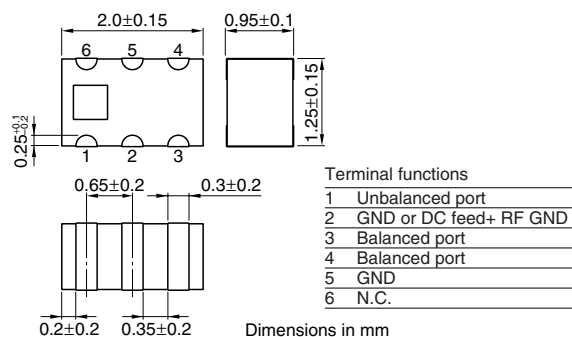 2.0±0.15
0.95±0.1
6 5 4
1.25±0.15
0.25+0.1 −0.2
1 2 3
0.65±0.2
0.3±0.2
0.2±0.2
0.35±0.2
Dimensions in mm
Terminal functions
1 Unbalanced port
2 GND or DC feed+ RF GND
3 Balanced port
4 Balanced port
5 GND
6 N.C.